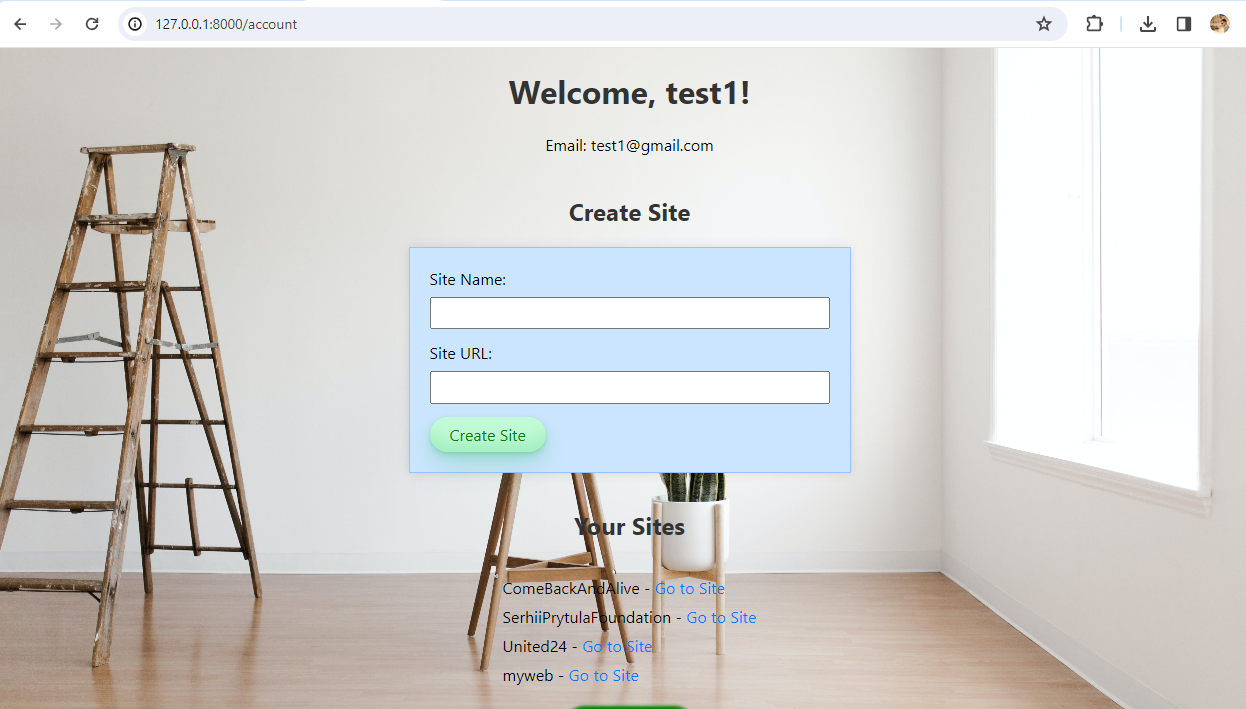 127.0.0.1:8000/account
Welcome, test1!
Email: test1@gmail.com
Create Site
Site Name:
Site URL:
Create Site
Your Sites
ComeBackAndAlive - Go to Site
SerhiiPrytulaFoundation - Go to Site
United24 - Go to Site
myweb - Go to Site